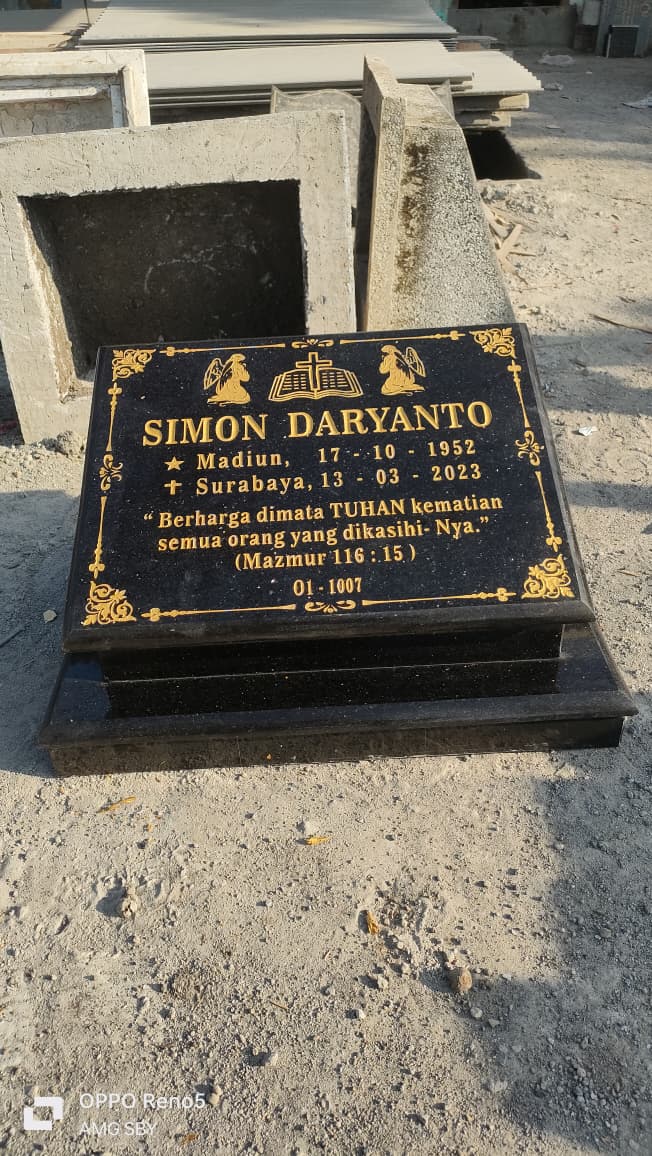 SIMON DARYANTO
★ Madiun, 17 - 10 - 1952
✝ Surabaya, 13 - 03 - 2023
“ Berharga dimata TUHAN kematian
semua orang yang dikasihi- Nya.”
(Mazmur 116 : 15 )
01 - 1007
OPPO Reno5
AMG SBY